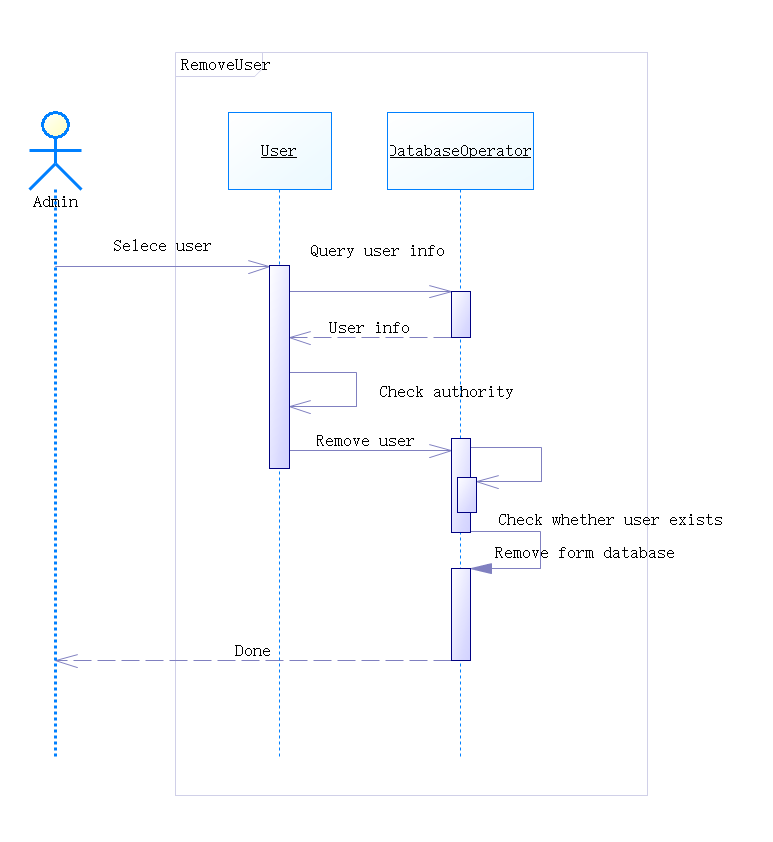 RemoveUser
User
DatabaseOperator
Admin
Selece user
Query user info
User info
Check authority
Remove user
Check whether user exists
Remove form database
Done